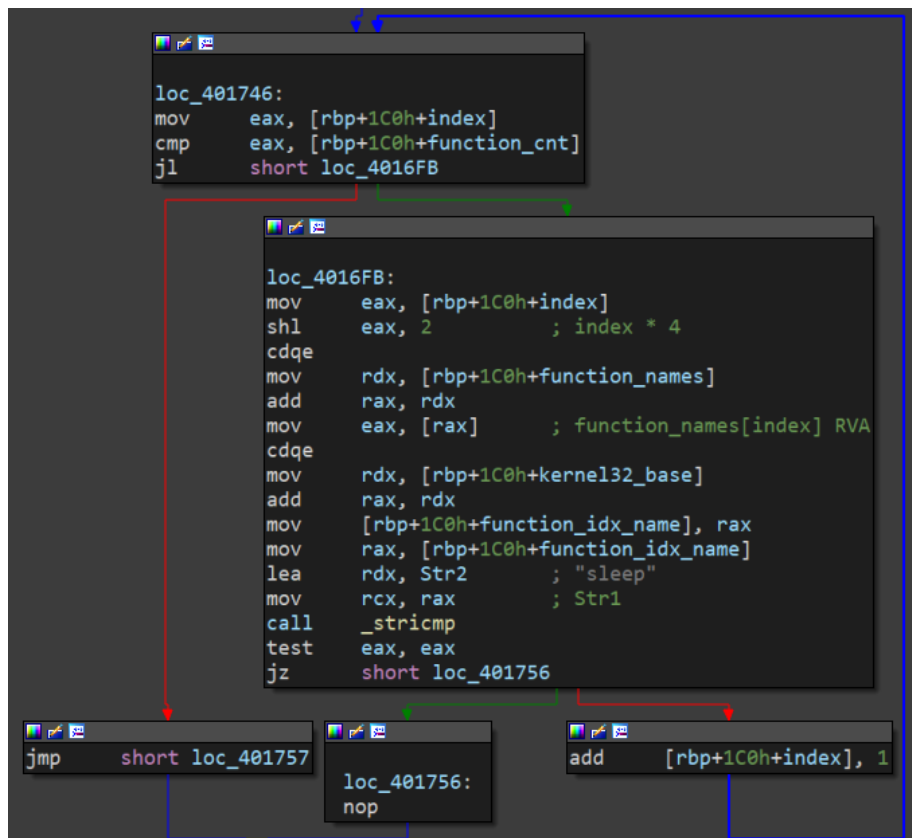 loc_401746:
mov eax, [rbp+1C0h+index]
cmp eax, [rbp+1C0h+function_cnt]
jl short loc_4016FB
loc_4016FB:
mov eax, [rbp+1C0h+index]
shl eax, 2 ; index * 4
cdqe
mov rdx, [rbp+1C0h+function_names]
add rax, rdx
mov eax, [rax] ; function_names[index] RVA
cdqe
mov rdx, [rbp+1C0h+kernel32_base]
add rax, rdx
mov [rbp+1C0h+function_idx_name], rax
mov rax, [rbp+1C0h+function_idx_name]
lea rdx, Str2 ; "sleep"
mov rcx, rax ; Str1
call _stricmp
test eax, eax
jz short loc_401756
jmp short loc_401757
loc_401756:
nop
add [rbp+1C0h+index], 1